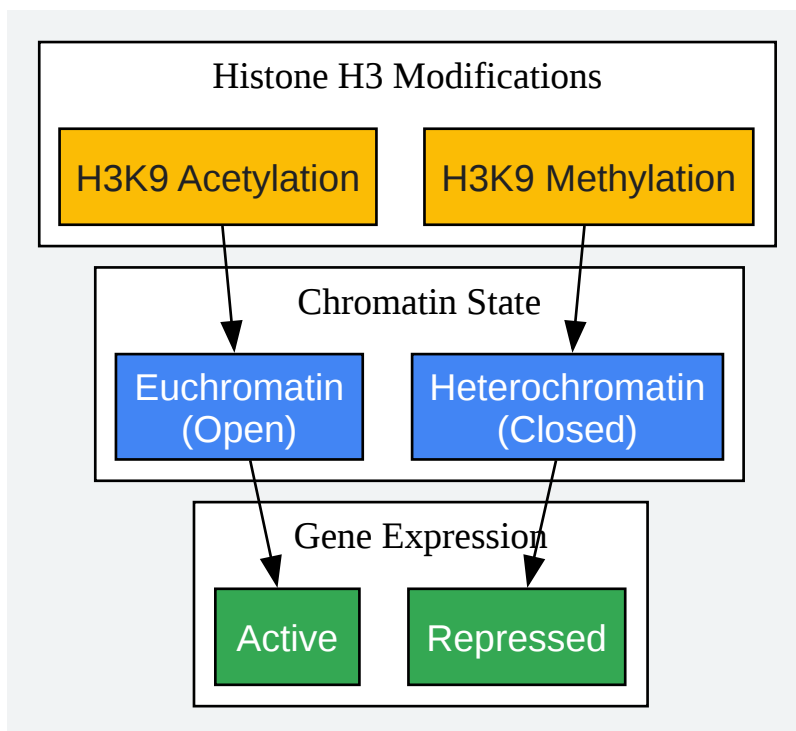 Histone H3 Modifications
H3K9 Acetylation
H3K9 Methylation
Chromatin State
Euchromatin
(Open)
Heterochromatin
(Closed)
Gene Expression
Active
Repressed